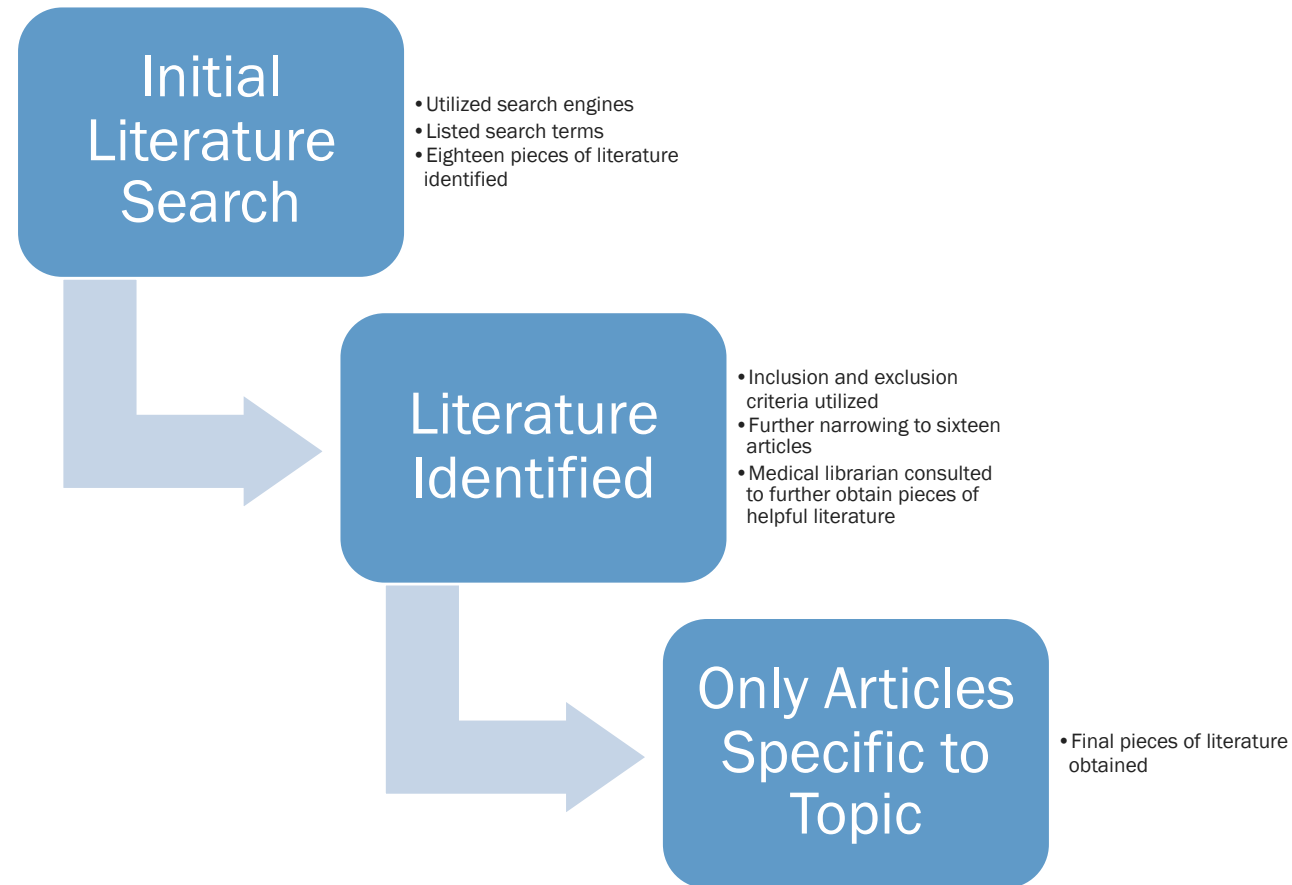 Initial
Literature
Search
•Utilized search engines
•Listed search terms
•Eighteen pieces of literature
identified
Literature
Identified
•Inclusion and exclusion
criteria utilized
•Further narrowing to sixteen
articles
•Medical librarian consulted
to further obtain pieces of
helpful literature
Only Articles
Specific to
Topic
•Final pieces of literature
obtained